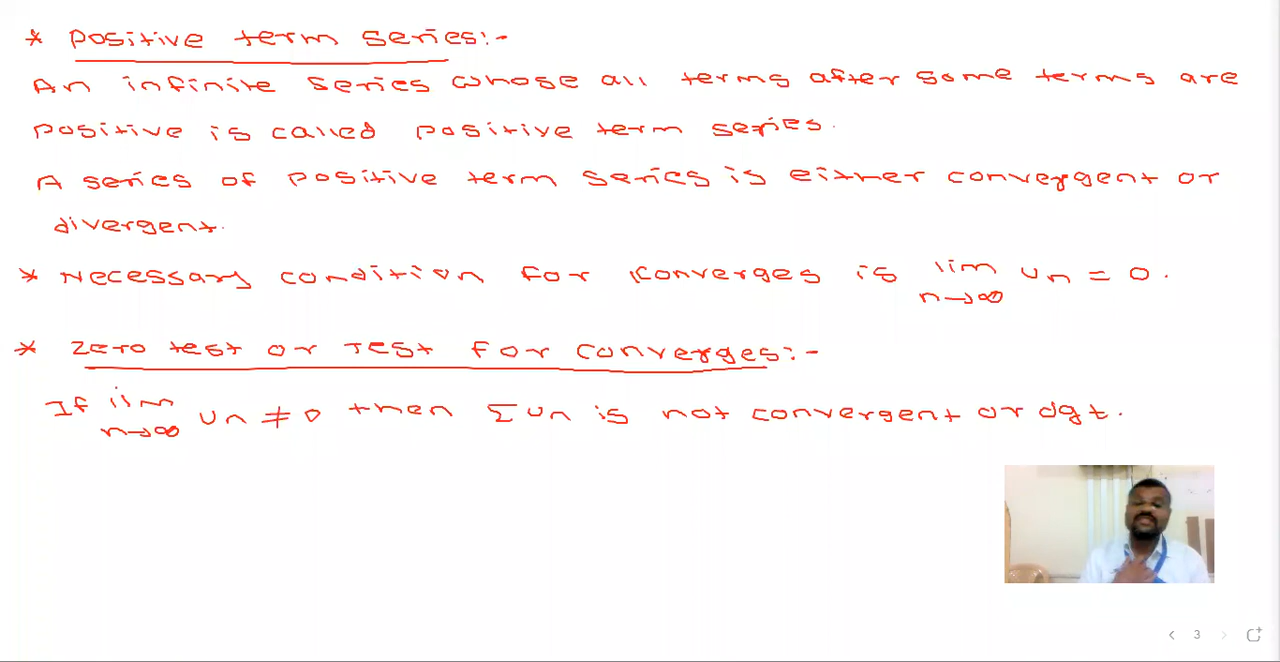 * Positive term series:-
An infinite series whose all terms after some terms are
positive is called positive term series.
A series of positive term series is either convergent or
divergent.
* Necessary condition for converges is lim n→∞ un = 0.
* Zero test or Test for converges:-
If lim n→∞ un ≠ 0 then Σun is not convergent or dgt.
< 3 >